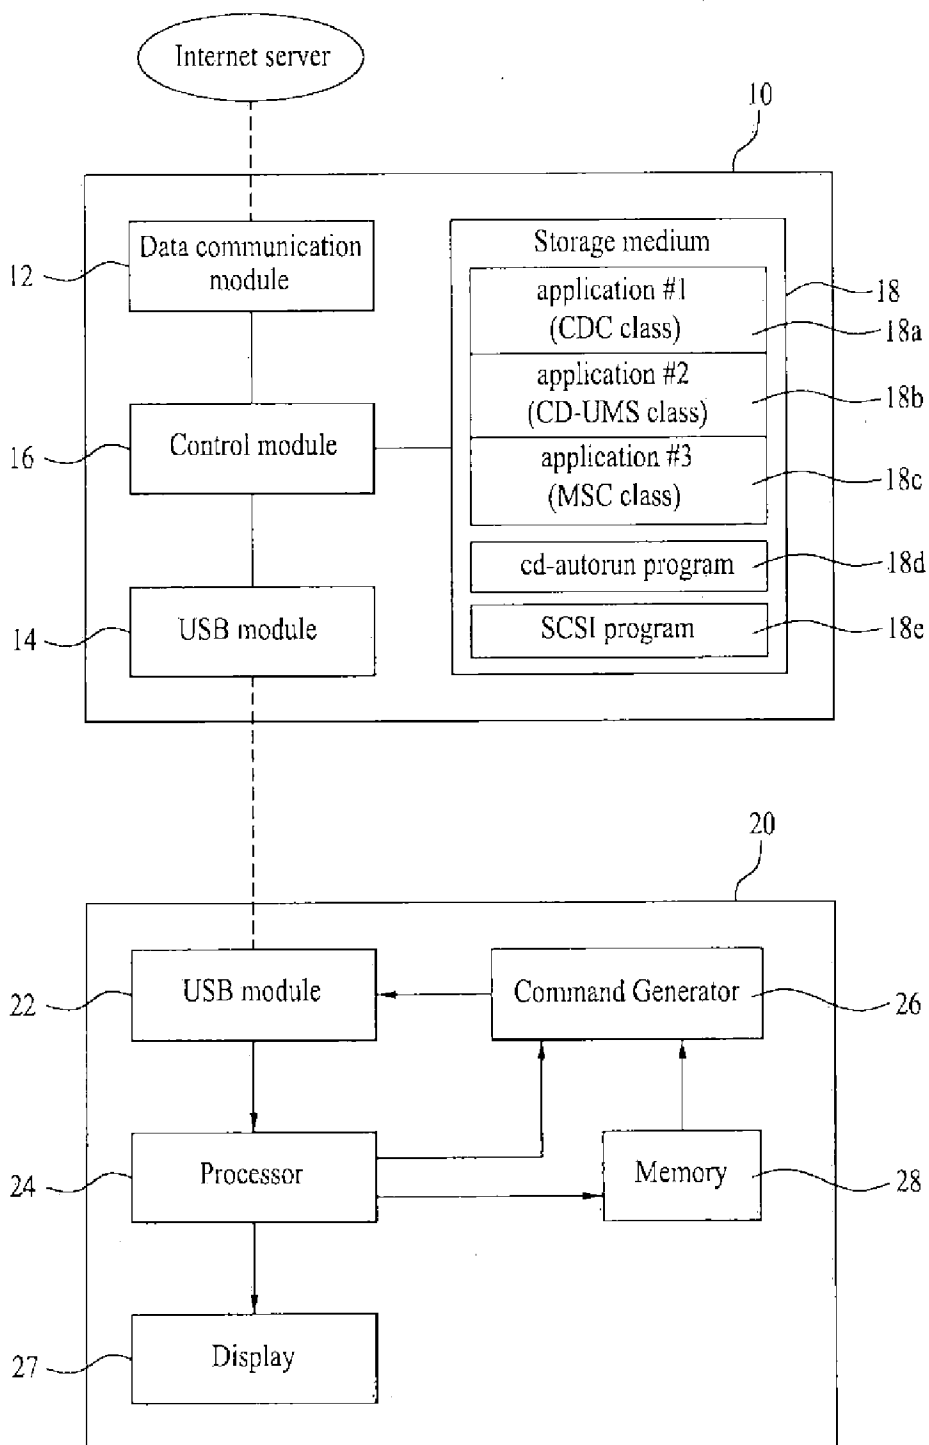 Internet server
10
Data communication
module
12
Storage medium
application #1
(CDC class)
18
18a
application #2
(CD-UMS class)
18b
Control module
16
application #3
(MSC class)
18c
cd-autorun program
18d
USB module
14
SCSI program
18e
20
USB module
22
Command Generator
26
Processor
24
Memory
28
Display
27